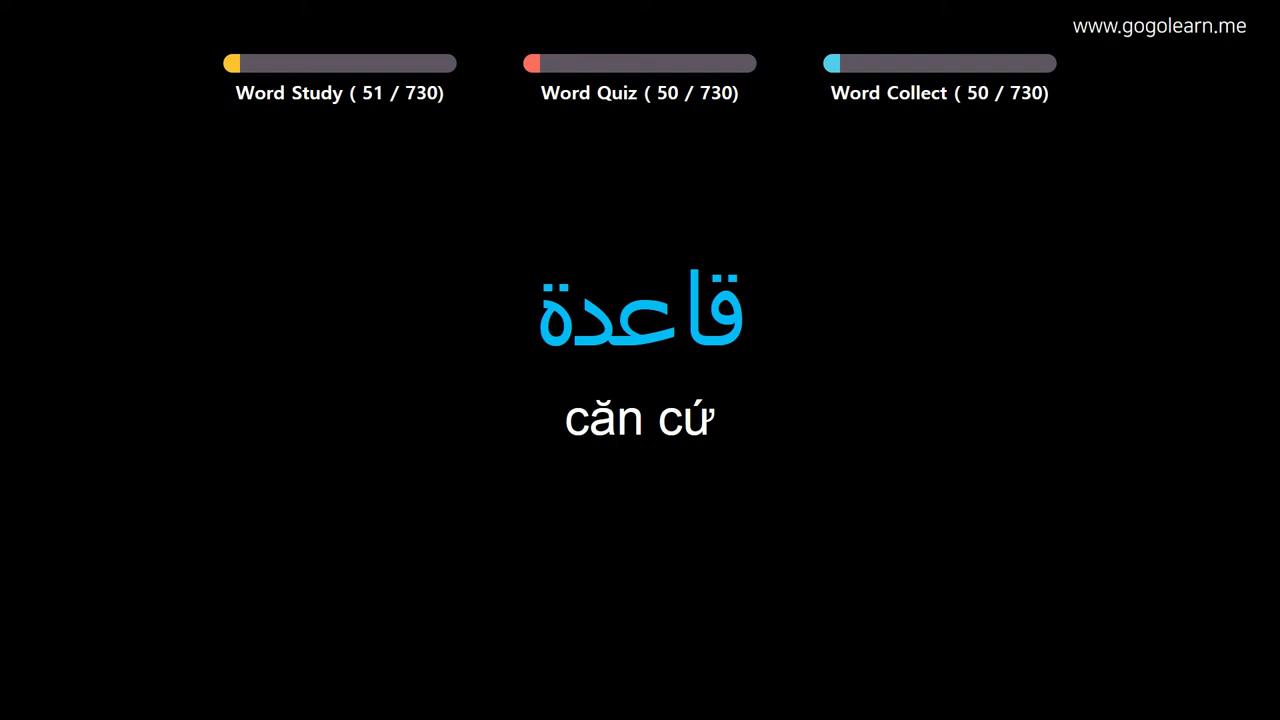 www.gogolearn.me
Word Study ( 51 / 730)
Word Quiz ( 50 / 730)
Word Collect ( 50 / 730)
قاعدة
căn cứ